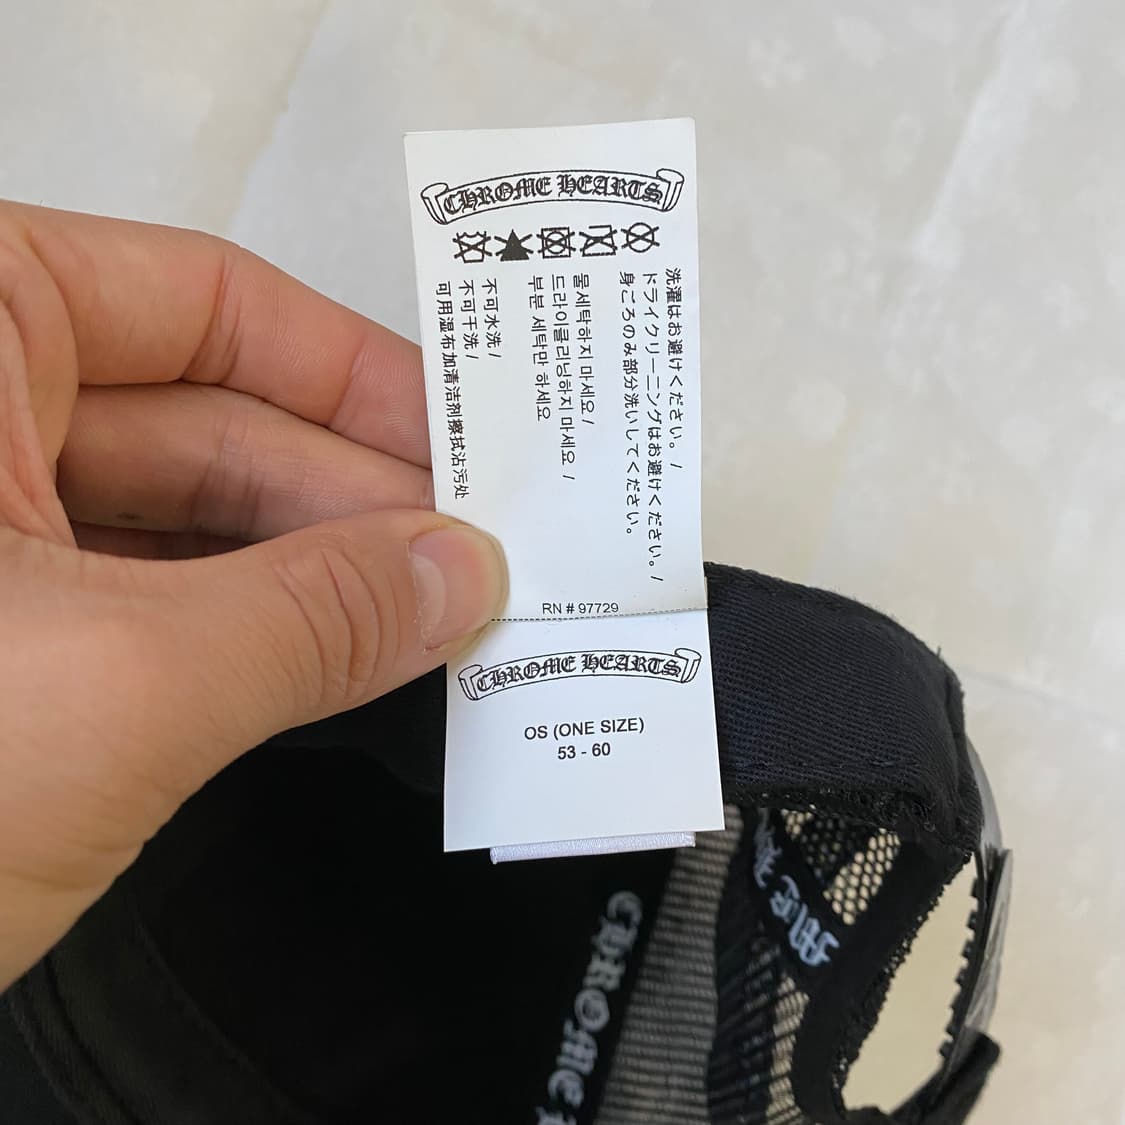 CHROME HEARTS
洗濯はお避けください。/
ドライクリーニングはお避けください。/
身ごろのみ部分洗いしてください。
물세탁하지 마세요 /
드라이클리닝하지 마세요 /
부분 세탁만 하세요
不可水洗 /
不可干洗 /
可用湿布加清洁剂擦拭沾污处
RN # 97729
CHROME HEARTS
OS (ONE SIZE)
53 - 60
CHROME